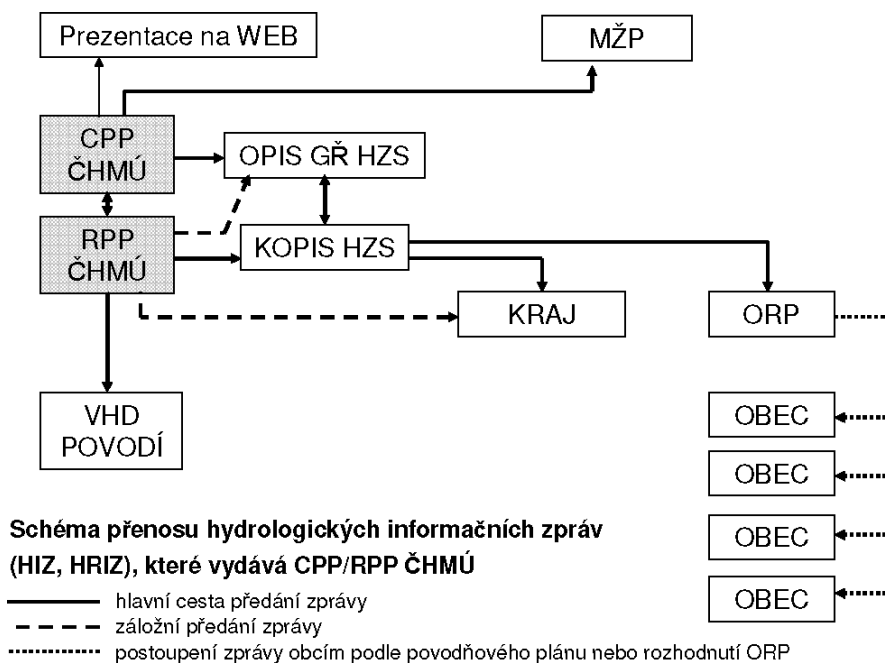 Prezentace na WEB
MŽP
CPP
ČHMÚ
OPIS GŘ HZS
RPP
ČHMÚ
KOPIS HZS
KRAJ
ORP
VHD
POVODÍ
OBEC
OBEC
OBEC
OBEC
Schéma přenosu hydrologických informačních zpráv
(HIZ, HRIZ), které vydává CPP/RPP ČHMÚ
hlavní cesta předání zprávy
záložní předání zprávy
postoupení zprávy obcím podle povodňového plánu nebo rozhodnutí ORP